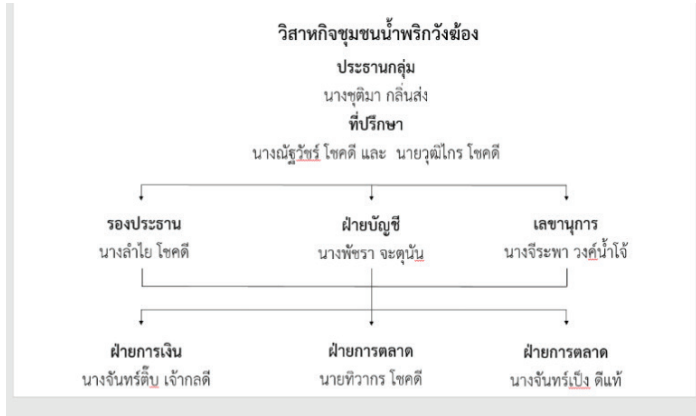 วิสาหกิจชุมชนน้ำพริกวังฆ้อง
ประธานกลุ่ม
นางชุติมา กลิ่นส่ง
ที่ปรึกษา
นางณัฐวัชร์ โชคดี และ นายวุฒิไกร โชคดี
รองประธาน ฝ่ายบัญชี เลขานุการ
นางลำไย โชคดี นางพัชรา จะตุนัน นางจีระพา วงค์น้ำโจ้
ฝ่ายการเงิน ฝ่ายการตลาด ฝ่ายการตลาด
นางจันทร์ติ๊บ เจ้ากลดี นายทิวากร โชคดี นางจันทร์เป็ง ดีแท้